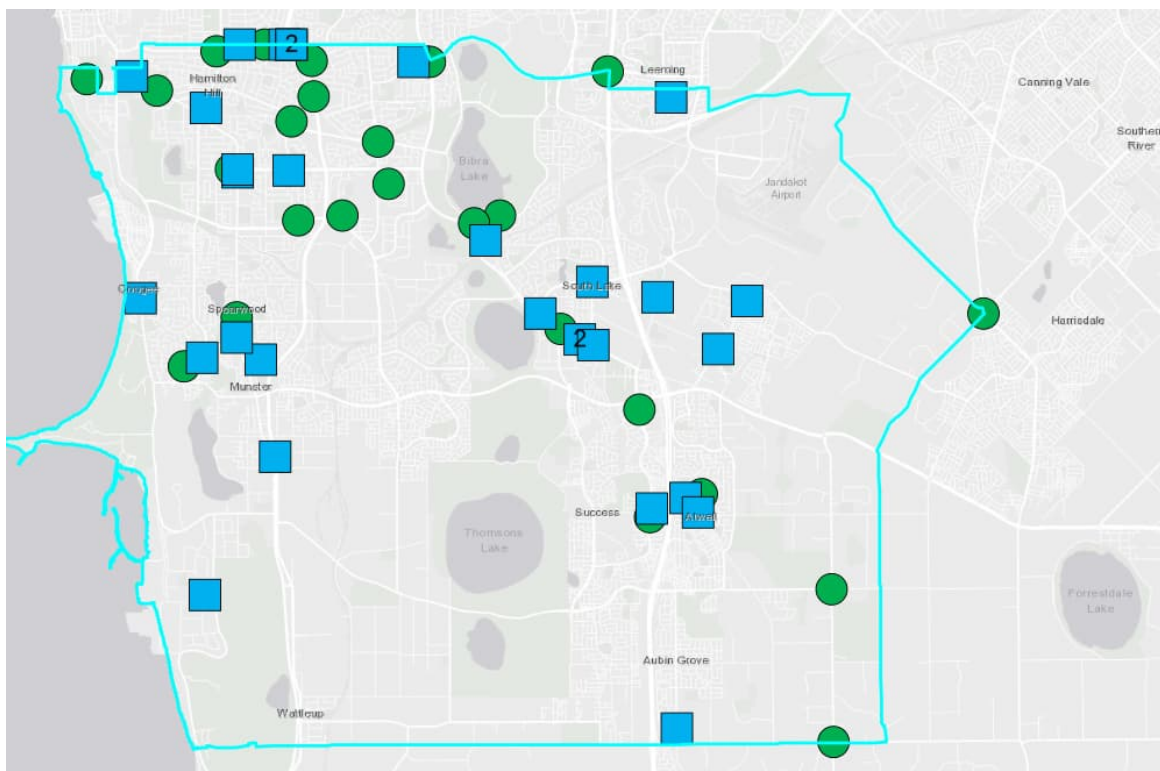 2
Leeming
Hamilton
Hill
Canning Vale
Southern
River
Bibra
Lake
Jandakot
Airport
Coogee
South Lake
Spearwood
Harrisdale
2
Munster
Success
Atwell
Thomsons
Lake
Forrestdale
Lake
Aubin Grove
Wattleup